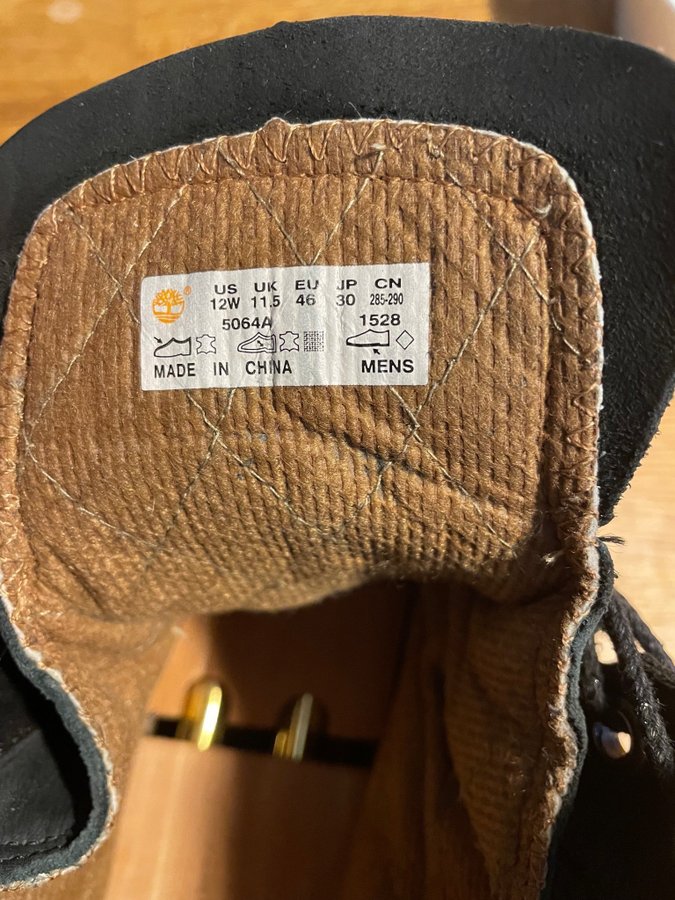 US UK EU JP CN
12W 11.5 46 30 285-290
5064A 1528
MADE IN CHINA MENS